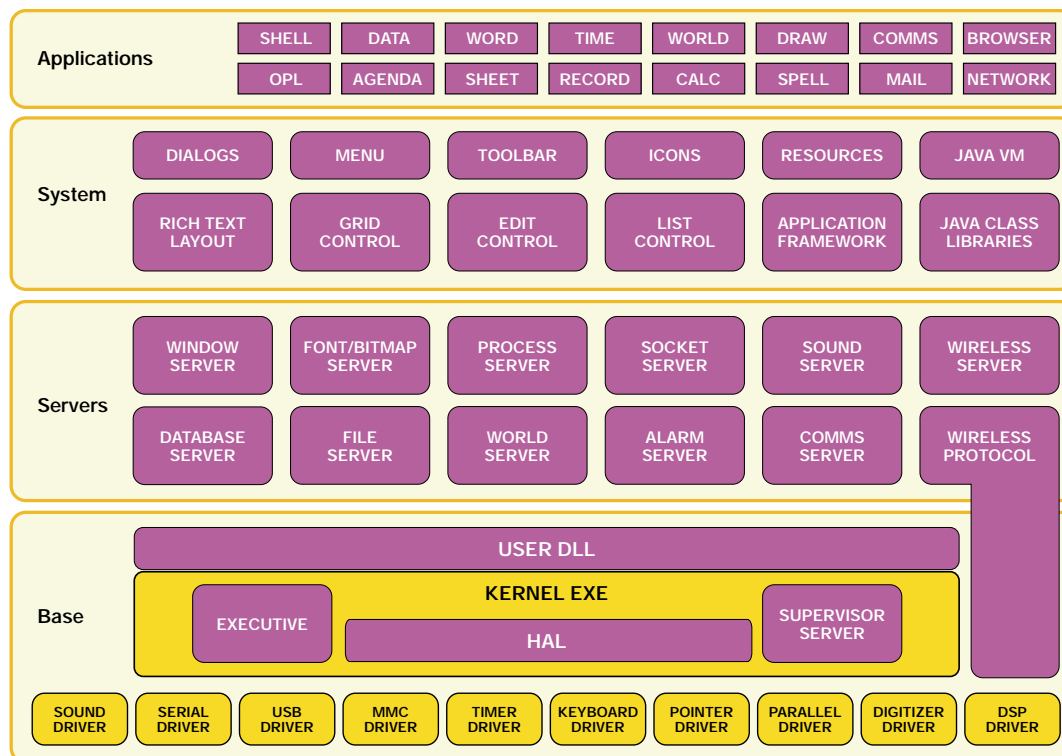 Applications
SHELL DATA WORD TIME WORLD DRAW COMMS BROWSER
OPL AGENDA SHEET RECORD CALC SPELL MAIL NETWORK
System
DIALOGS MENU TOOLBAR ICONS RESOURCES JAVA VM
RICH TEXT
LAYOUT
GRID
CONTROL
EDIT
CONTROL
LIST
CONTROL
APPLICATION
FRAMEWORK
JAVA CLASS
LIBRARIES
Servers
WINDOW
SERVER
FONT/BITMAP
SERVER
PROCESS
SERVER
SOCKET
SERVER
SOUND
SERVER
WIRELESS
SERVER
DATABASE
SERVER
FILE
SERVER
WORLD
SERVER
ALARM
SERVER
COMMS
SERVER
WIRELESS
PROTOCOL
Base
USER DLL
KERNEL EXE
EXECUTIVE
HAL
SUPERVISOR
SERVER
SOUND
DRIVER
SERIAL
DRIVER
USB
DRIVER
MMC
DRIVER
TIMER
DRIVER
KEYBOARD
DRIVER
POINTER
DRIVER
PARALLEL
DRIVER
DIGITIZER
DRIVER
DSP
DRIVER